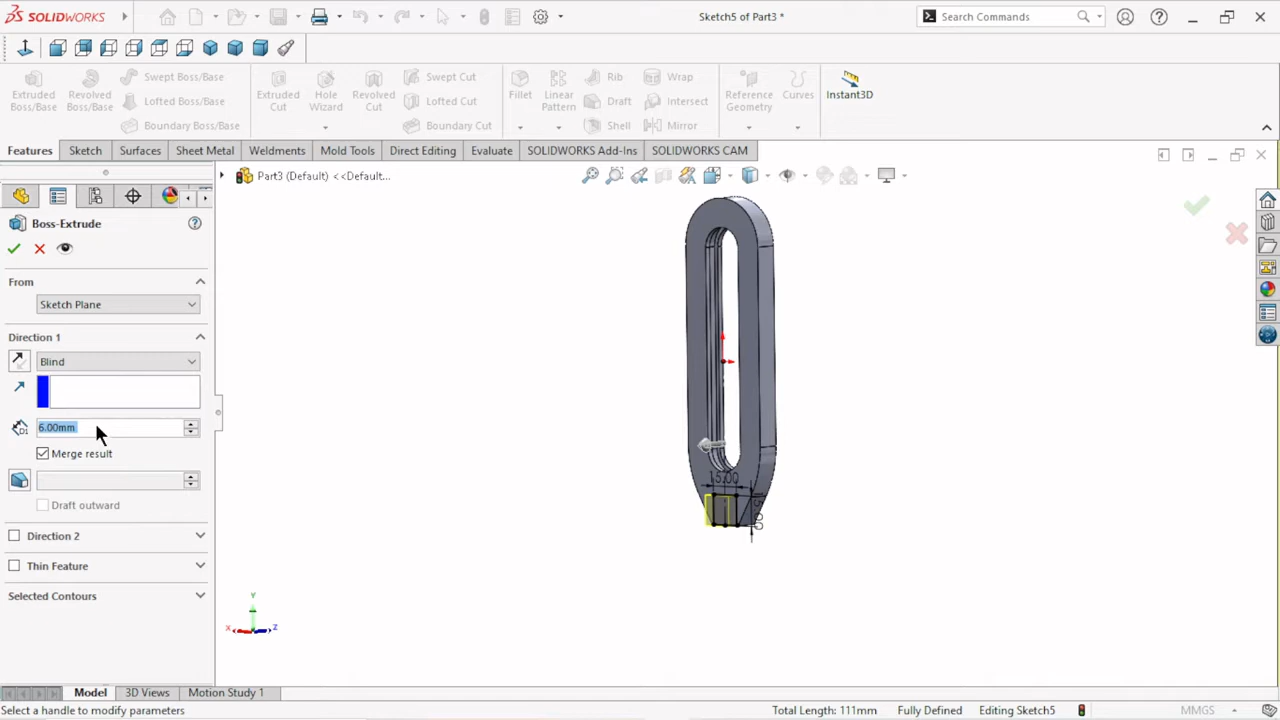 SOLIDWORKS
Sketch5 of Part3 *
Search Commands
Extruded Boss/Base
Revolved Boss/Base
Swept Boss/Base
Lofted Boss/Base
Boundary Boss/Base
Extruded Cut
Hole Wizard
Revolved Cut
Swept Cut
Lofted Cut
Boundary Cut
Fillet
Linear Pattern
Rib
Draft
Shell
Wrap
Intersect
Mirror
Reference Geometry
Curves
Instant3D
Features
Sketch
Surfaces
Sheet Metal
Weldments
Mold Tools
Direct Editing
Evaluate
SOLIDWORKS Add-Ins
SOLIDWORKS CAM
Part3 (Default) <<Default...
Boss-Extrude
From
Sketch Plane
Direction 1
Blind
6.00mm
Merge result
Draft outward
Direction 2
Thin Feature
Selected Contours
15.00
Y
X
Z
Model
3D Views
Motion Study 1
Select a handle to modify parameters
Total Length: 111mm
Fully Defined
Editing Sketch5
MMGS